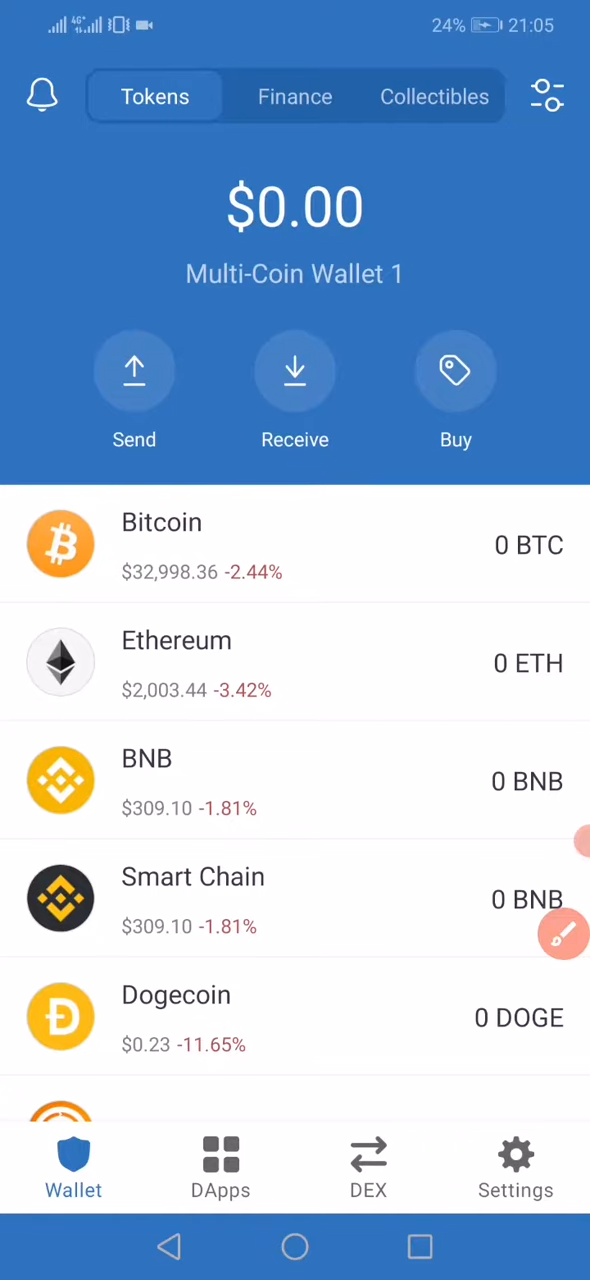 4G+ 24% 21:05
Tokens Finance Collectibles
$0.00
Multi-Coin Wallet 1
Send Receive Buy
Bitcoin
0 BTC
$32,998.36 -2.44%
Ethereum
0 ETH
$2,003.44 -3.42%
BNB
0 BNB
$309.10 -1.81%
Smart Chain
0 BNB
$309.10 -1.81%
Dogecoin
0 DOGE
$0.23 -11.65%
Wallet DApps DEX Settings